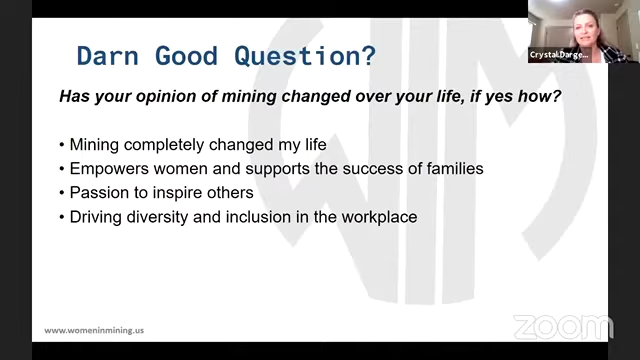 Darn Good Question?
Crystal Darge...
Has your opinion of mining changed over your life, if yes how?
• Mining completely changed my life
• Empowers women and supports the success of families
• Passion to inspire others
• Driving diversity and inclusion in the workplace
www.womeninmining.us
zoom